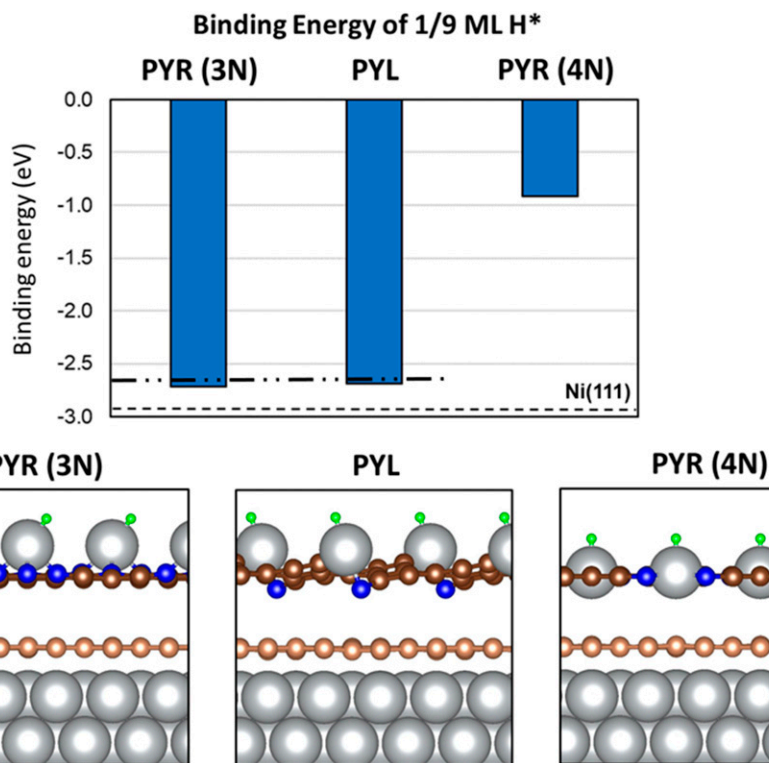 Binding Energy of 1/9 ML H*
PYR (3N) PYL PYR (4N)
Binding energy (eV)
0.0
-0.5
-1.0
-1.5
-2.0
-2.5
-3.0
Ni(111)
PYR (3N) PYL PYR (4N)